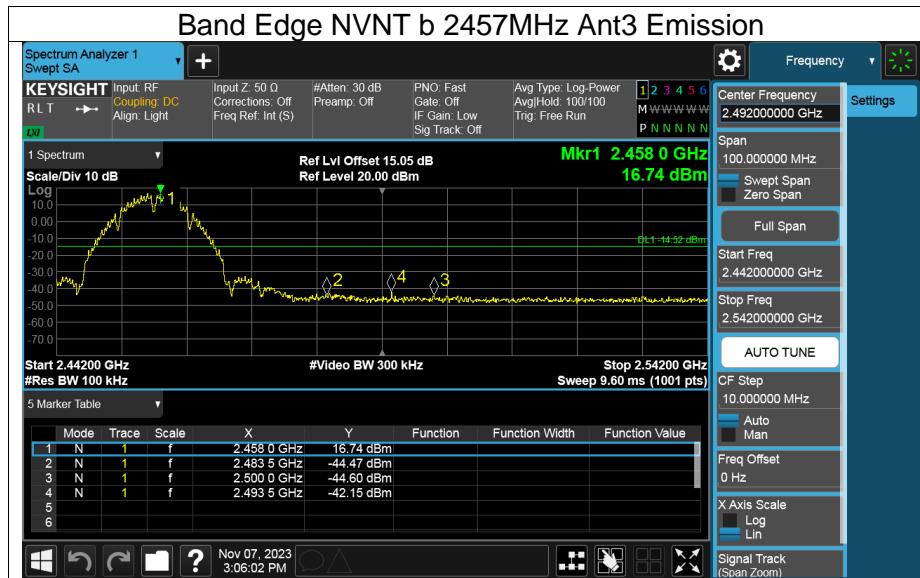 Band Edge NVNT b 2457MHz Ant3 Emission
Spectrum Analyzer 1
Swept SA
+
Frequency
KEYSIGHT
RLT
LXI
Input: RF
Coupling: DC
Align: Light
Input Z: 50 Ω
Corrections: Off
Freq Ref: Int (S)
#Atten: 30 dB
Preamp: Off
PNO: Fast
Gate: Off
IF Gain: Low
Sig Track: Off
Avg Type: Log-Power
Avg|Hold: 100/100
Trig: Free Run
1 2 3 4 5 6
M W W W W W
P N N N N N
1 Spectrum
Scale/Div 10 dB
Ref Lvl Offset 15.05 dB
Ref Level 20.00 dBm
Mkr1 2.458 0 GHz
16.74 dBm
Log
10.0
0.00
-10.0
-20.0
-30.0
-40.0
-50.0
-60.0
-70.0
1
2
4
3
DL1 -14.52 dBm
Start 2.44200 GHz
#Res BW 100 kHz
#Video BW 300 kHz
Stop 2.54200 GHz
Sweep 9.60 ms (1001 pts)
5 Marker Table
Mode Trace Scale X Y Function Function Width Function Value
1 N 1 f 2.458 0 GHz 16.74 dBm
2 N 1 f 2.483 5 GHz -44.47 dBm
3 N 1 f 2.500 0 GHz -44.60 dBm
4 N 1 f 2.493 5 GHz -42.15 dBm
5
6
?
Nov 07, 2023
3:06:02 PM
Center Frequency
2.492000000 GHz
Settings
Span
100.000000 MHz
Swept Span
Zero Span
Full Span
Start Freq
2.442000000 GHz
Stop Freq
2.542000000 GHz
AUTO TUNE
CF Step
10.000000 MHz
Auto
Man
Freq Offset
0 Hz
X Axis Scale
Log
Lin
Signal Track
(Span Zoom)